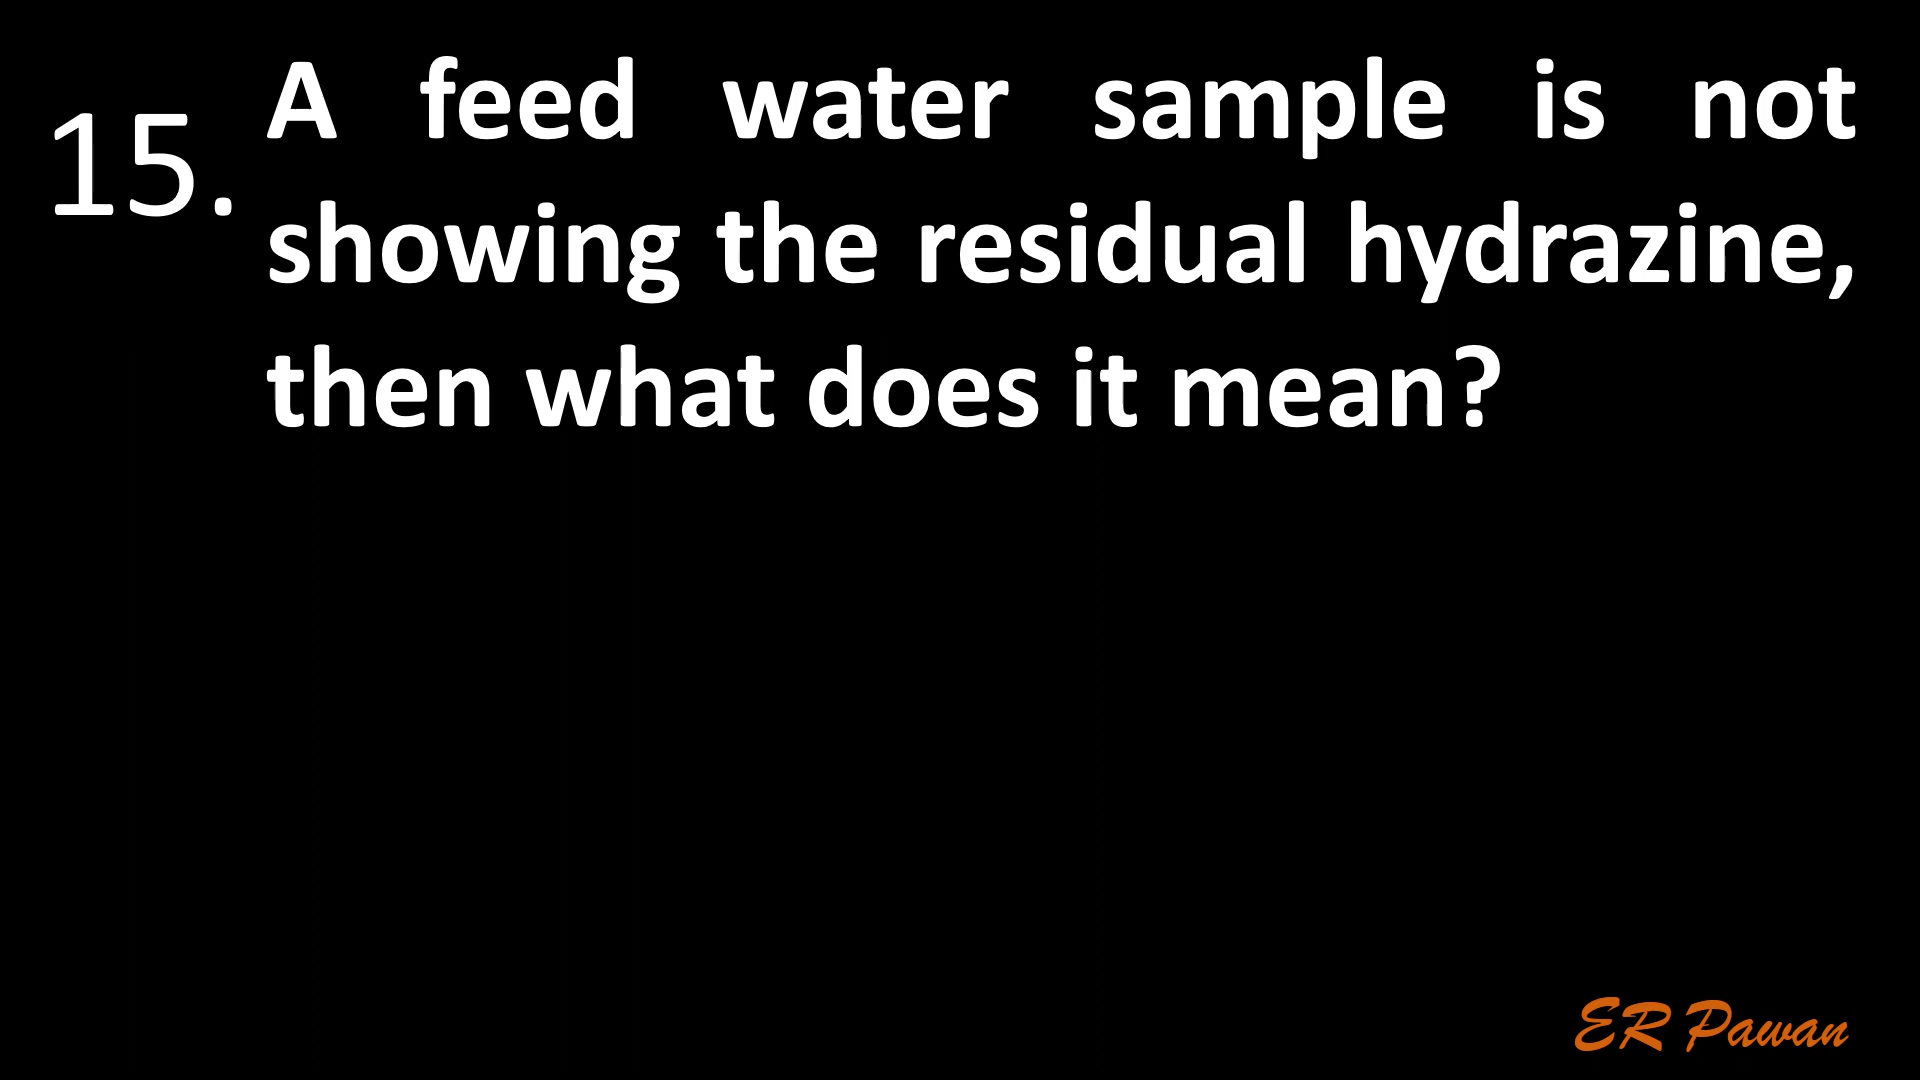 15. A feed water sample is not
showing the residual hydrazine,
then what does it mean?
ER Pawan